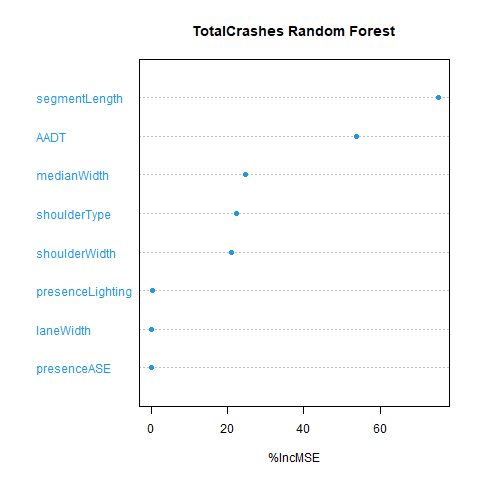 TotalCrashes Random Forest
segmentLength
AADT
medianWidth
shoulderType
shoulderWidth
presenceLighting
laneWidth
presenceASE
0 20 40 60
%IncMSE